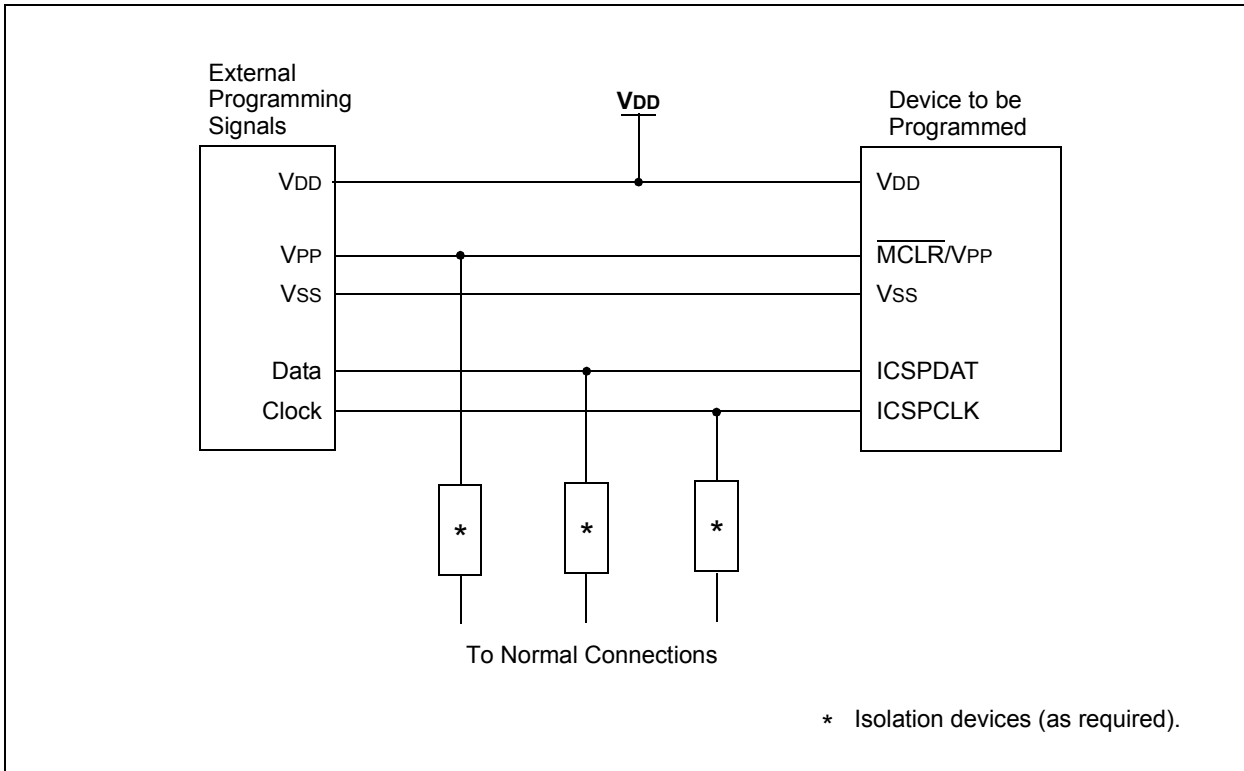 External
Programming
Signals
VDD
Device to be
Programmed
VDD
VDD
VPP
MCLR/VPP
VSS
VSS
Data
ICSPDAT
Clock
ICSPCLK
* * *
To Normal Connections
* Isolation devices (as required).